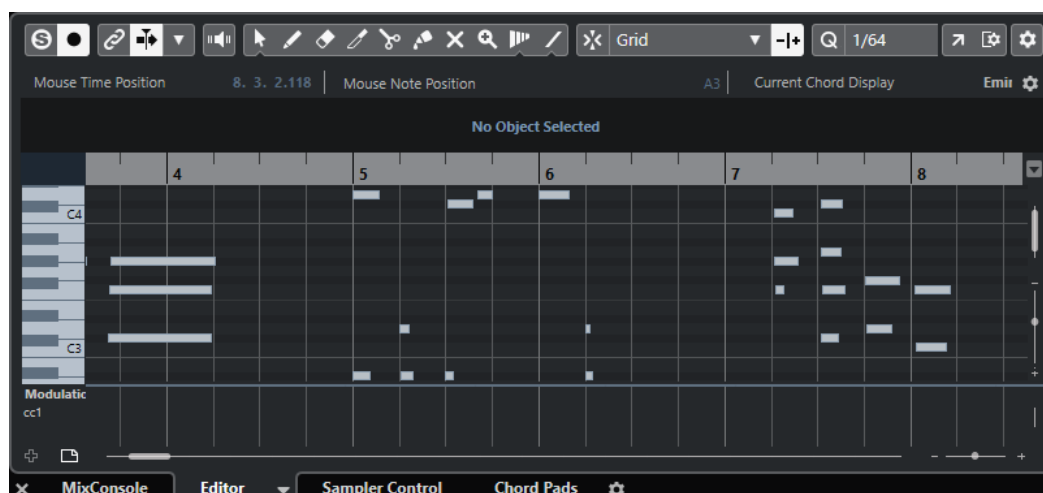 Grid Q 1/64
Mouse Time Position 8. 3. 2.118 Mouse Note Position A3 Current Chord Display Emin
No Object Selected
4 5 6 7 8
C4
C3
Modulatic
cc1
MixConsole Editor Sampler Control Chord Pads